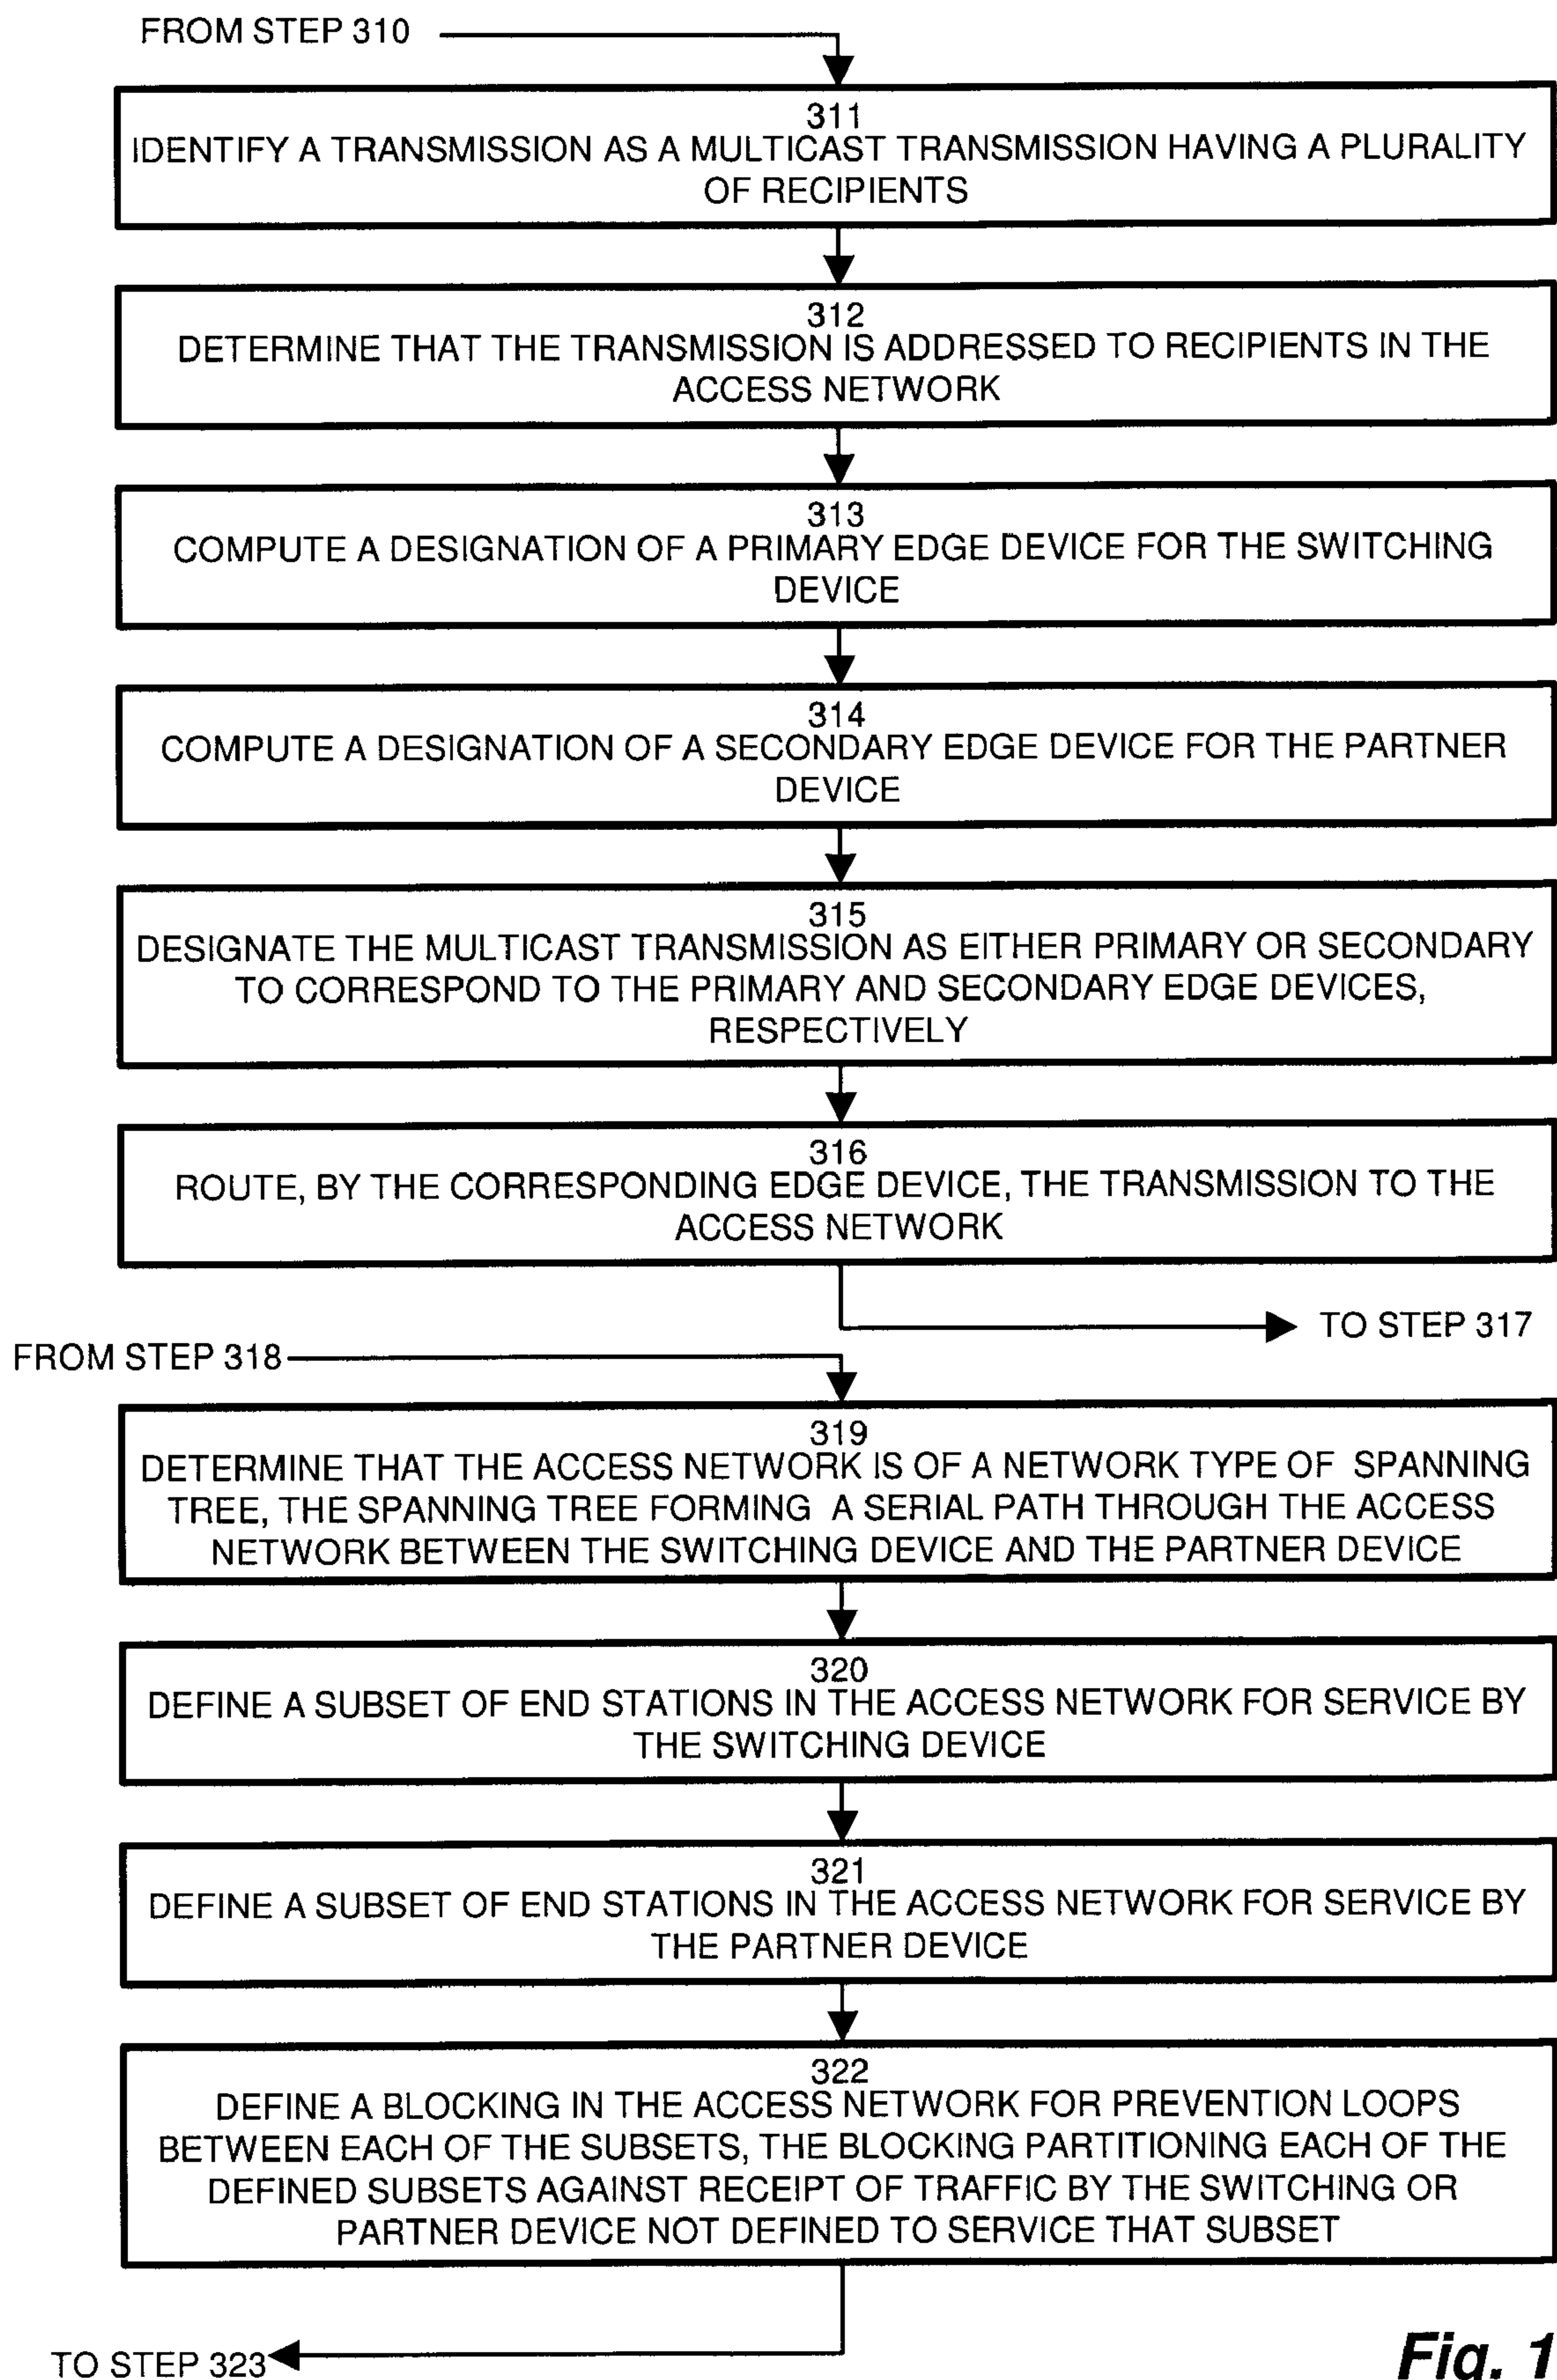 FROM STEP 310
311
IDENTIFY A TRANSMISSION AS A MULTICAST TRANSMISSION HAVING A PLURALITY
OF RECIPIENTS
312
DETERMINE THAT THE TRANSMISSION IS ADDRESSED TO RECIPIENTS IN THE
ACCESS NETWORK
313
COMPUTE A DESIGNATION OF A PRIMARY EDGE DEVICE FOR THE SWITCHING
DEVICE
314
COMPUTE A DESIGNATION OF A SECONDARY EDGE DEVICE FOR THE PARTNER
DEVICE
315
DESIGNATE THE MULTICAST TRANSMISSION AS EITHER PRIMARY OR SECONDARY
TO CORRESPOND TO THE PRIMARY AND SECONDARY EDGE DEVICES,
RESPECTIVELY
316
ROUTE, BY THE CORRESPONDING EDGE DEVICE, THE TRANSMISSION TO THE
ACCESS NETWORK
TO STEP 317
FROM STEP 318
319
DETERMINE THAT THE ACCESS NETWORK IS OF A NETWORK TYPE OF SPANNING
TREE, THE SPANNING TREE FORMING A SERIAL PATH THROUGH THE ACCESS
NETWORK BETWEEN THE SWITCHING DEVICE AND THE PARTNER DEVICE
320
DEFINE A SUBSET OF END STATIONS IN THE ACCESS NETWORK FOR SERVICE BY
THE SWITCHING DEVICE
321
DEFINE A SUBSET OF END STATIONS IN THE ACCESS NETWORK FOR SERVICE BY
THE PARTNER DEVICE
322
DEFINE A BLOCKING IN THE ACCESS NETWORK FOR PREVENTION LOOPS
BETWEEN EACH OF THE SUBSETS, THE BLOCKING PARTITIONING EACH OF THE
DEFINED SUBSETS AGAINST RECEIPT OF TRAFFIC BY THE SWITCHING OR
PARTNER DEVICE NOT DEFINED TO SERVICE THAT SUBSET
TO STEP 323
Fig. 1